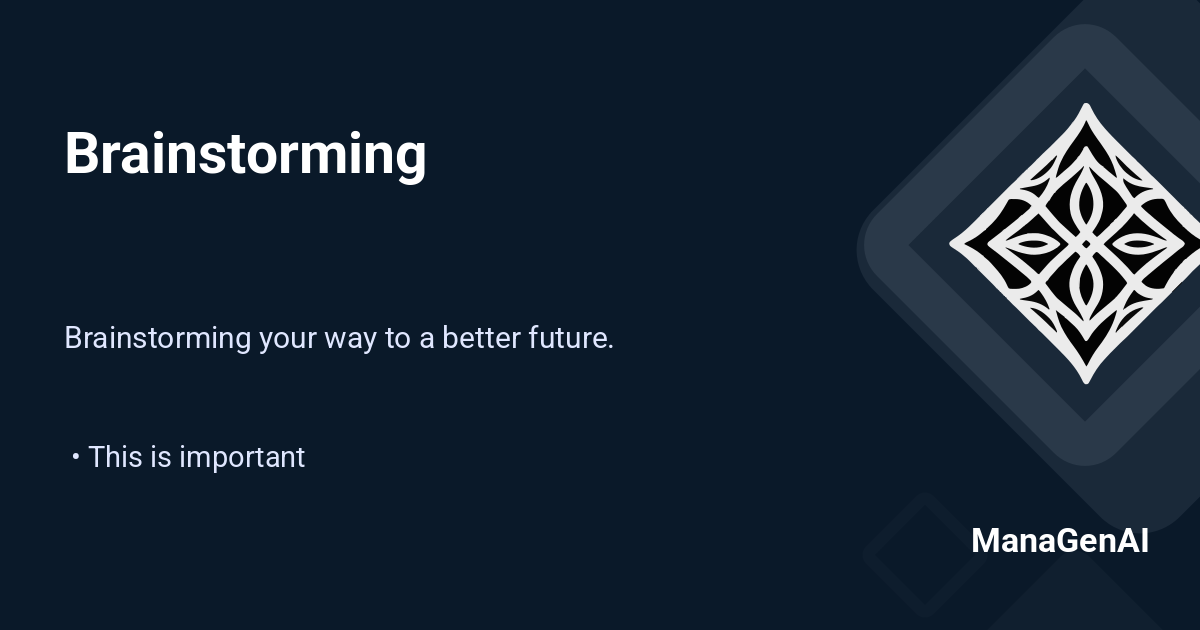 Brainstorming
Brainstorming your way to a better future.
• This is important
ManaGenAI